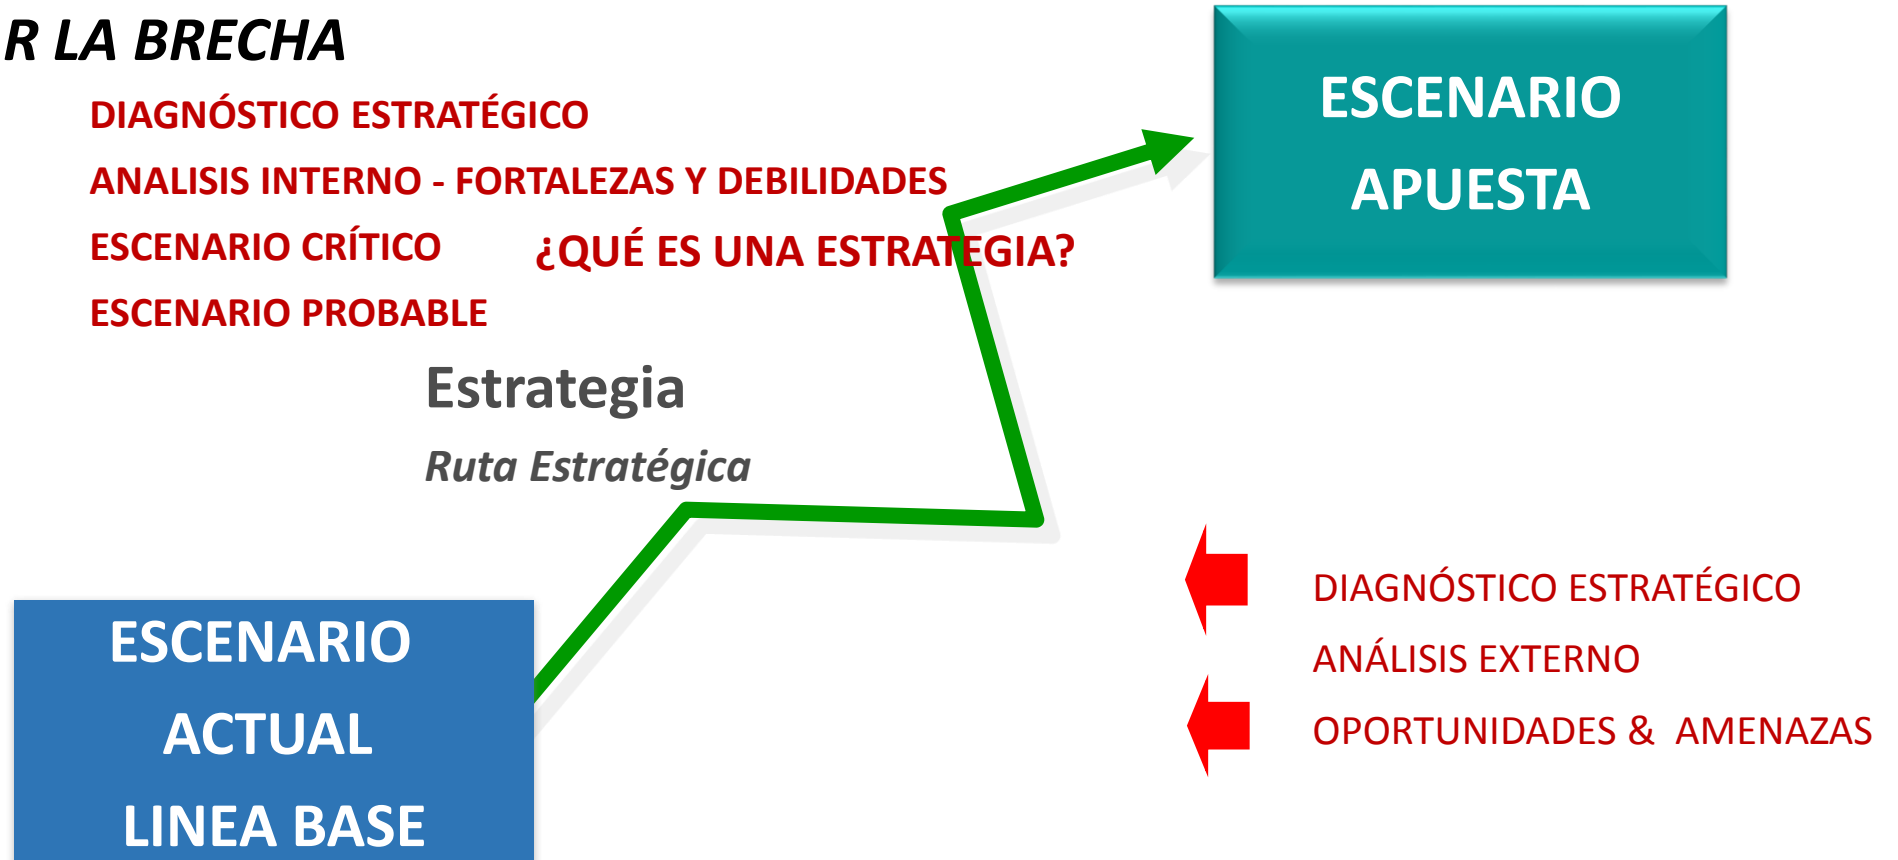 R LA BRECHA
DIAGNÓSTICO ESTRATÉGICO
ANALISIS INTERNO - FORTALEZAS Y DEBILIDADES
ESCENARIO CRÍTICO
¿QUÉ ES UNA ESTRATEGIA?
ESCENARIO PROBABLE
ESCENARIO
APUESTA
Estrategia
Ruta Estratégica
ESCENARIO
ACTUAL
LINEA BASE
DIAGNÓSTICO ESTRATÉGICO
ANÁLISIS EXTERNO
OPORTUNIDADES & AMENAZAS